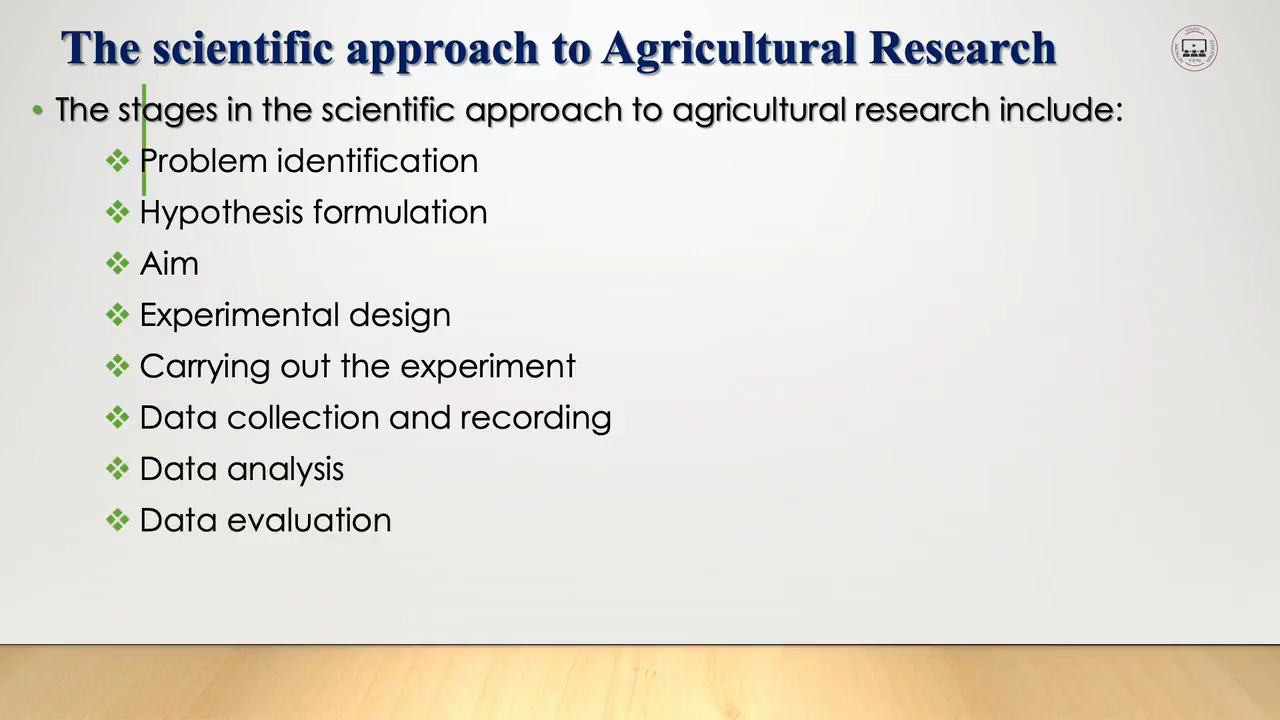 The scientific approach to Agricultural Research
• The stages in the scientific approach to agricultural research include:
❖ Problem identification
❖ Hypothesis formulation
❖ Aim
❖ Experimental design
❖ Carrying out the experiment
❖ Data collection and recording
❖ Data analysis
❖ Data evaluation